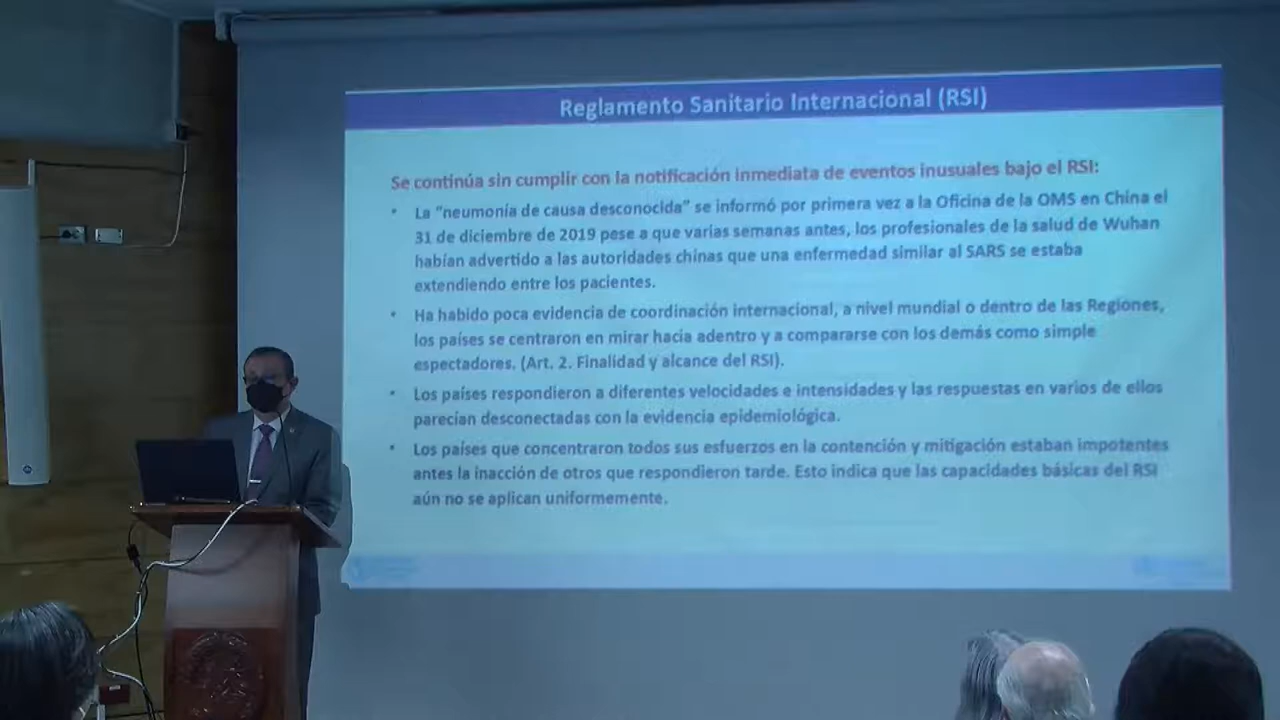 Reglamento Sanitario Internacional (RSI)
Se continúa sin cumplir con la notificación inmediata de eventos inusuales bajo el RSI:
• La "neumonía de causa desconocida" se informó por primera vez a la Oficina de la OMS en China el
31 de diciembre de 2019 pese a que varias semanas antes, los profesionales de la salud de Wuhan
habían advertido a las autoridades chinas que una enfermedad similar al SARS se estaba
extendiendo entre los pacientes.
• Ha habido poca evidencia de coordinación internacional, a nivel mundial o dentro de las Regiones,
los países se centraron en mirar hacia adentro y a compararse con los demás como simple
espectadores. (Art. 2. Finalidad y alcance del RSI).
• Los países respondieron a diferentes velocidades e intensidades y las respuestas en varios de ellos
parecían desconectadas con la evidencia epidemiológica.
• Los países que concentraron todos sus esfuerzos en la contención y mitigación estaban impotentes
antes la inacción de otros que respondieron tarde. Esto indica que las capacidades básicas del RSI
aún no se aplican uniformemente.